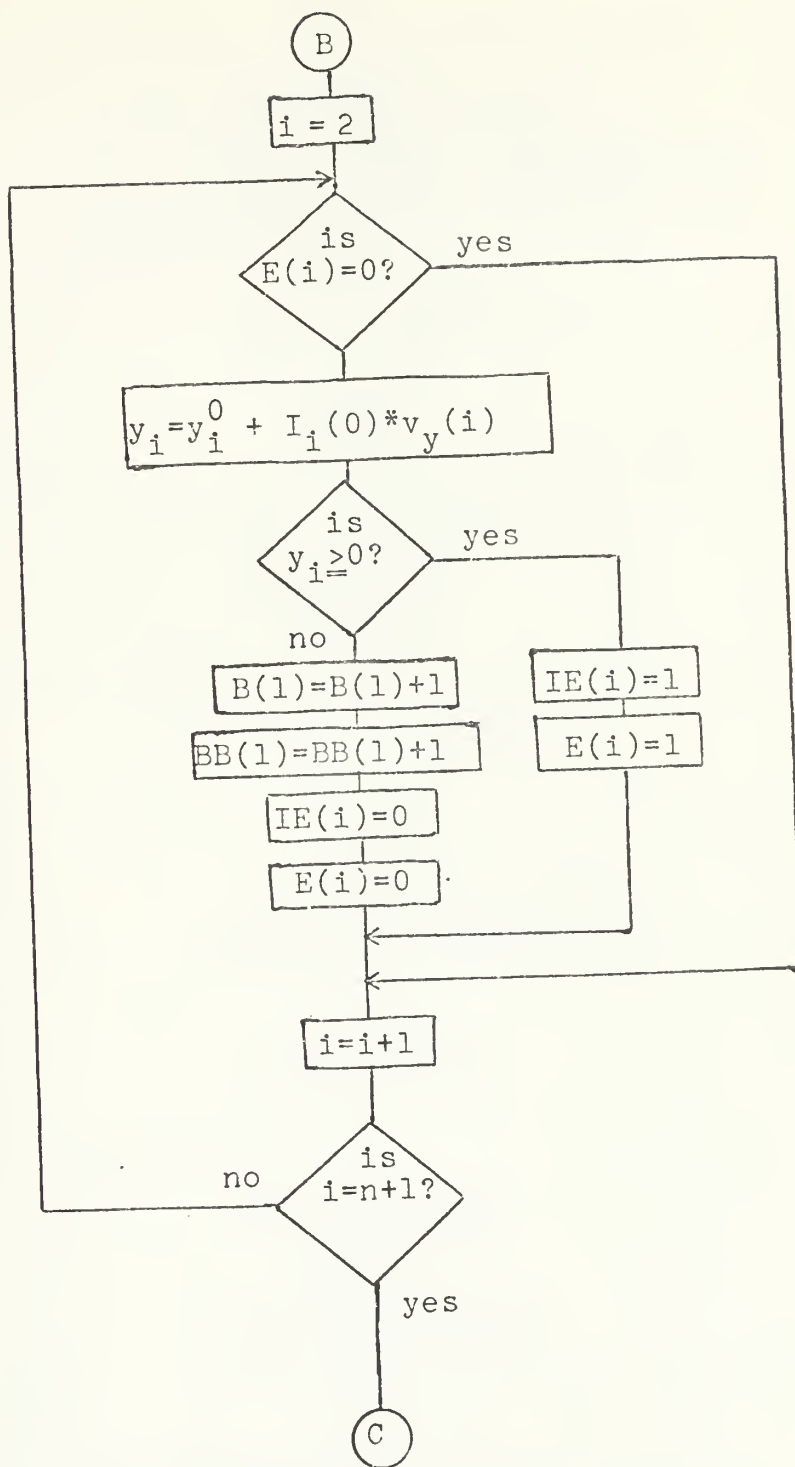 B
i = 2
is
E(i)=0?
yes
y_i=y_i^0 + I_i(0)*v_y(i)
is
y_i≥0?
yes
no
B(1)=B(1)+1
IE(i)=1
BB(1)=BB(1)+1
E(i)=1
IE(i)=0
E(i)=0
i=i+1
is
i=n+1?
no
yes
C